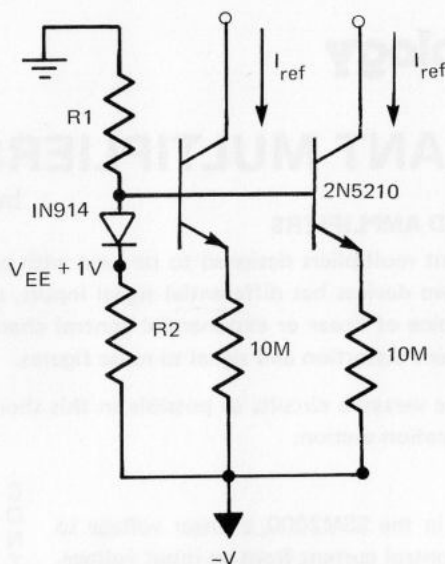 I ref
I ref
R1
2N5210
IN914
V EE + 1V
R2
10M
10M
-V